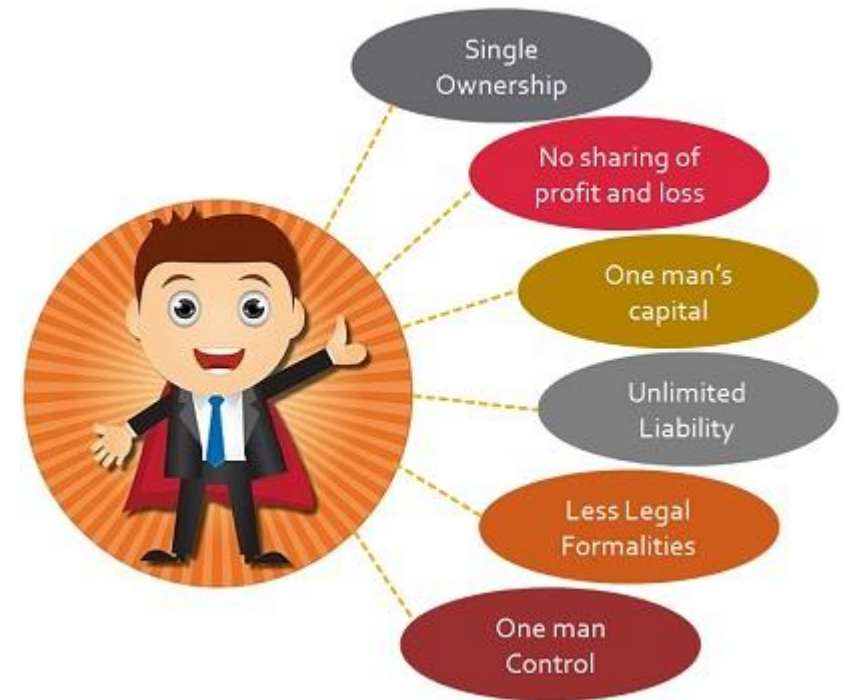 Single
Ownership
No sharing of
profit and loss
One man's
capital
Unlimited
Liability
Less Legal
Formalities
One man
Control